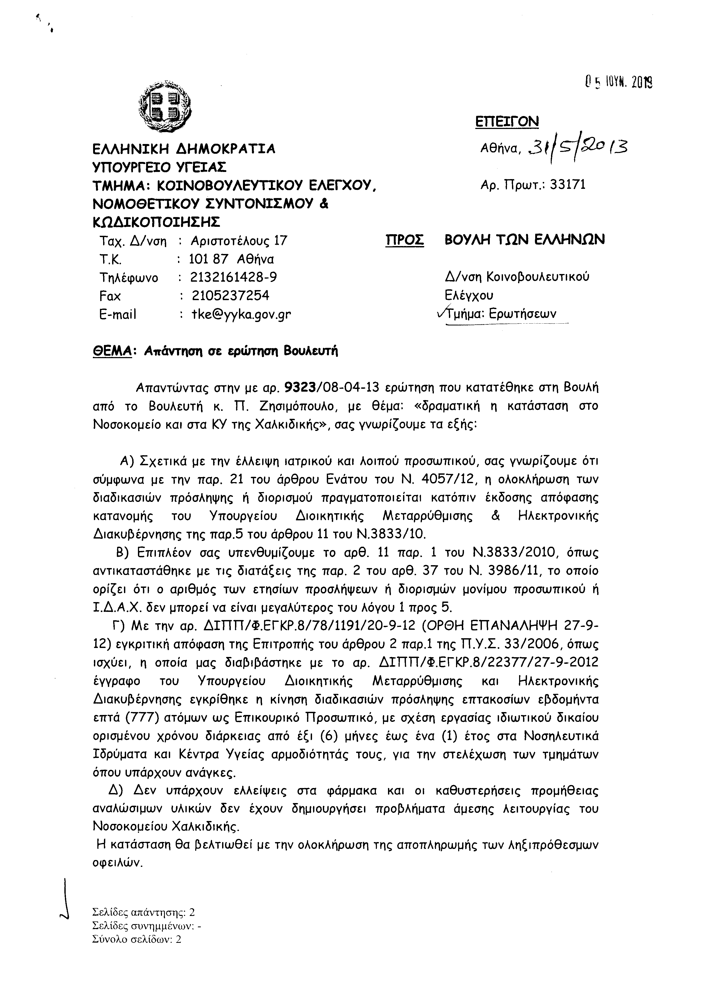 0 5 ΙΟΥΝ. 2013
ΕΠΕΙΓΟΝ
ΕΛΛΗΝΙΚΗ ΔΗΜΟΚΡΑΤΙΑ
Αθήνα, 31/5/2013
ΥΠΟΥΡΓΕΙΟ ΥΓΕΙΑΣ
ΤΜΗΜΑ: ΚΟΙΝΟΒΟΥΛΕΥΤΙΚΟΥ ΕΛΕΓΧΟΥ,
Αρ. Πρωτ.: 33171
ΝΟΜΟΘΕΤΙΚΟΥ ΣΥΝΤΟΝΙΣΜΟΥ &
ΚΩΔΙΚΟΠΟΙΗΣΗΣ
Ταχ. Δ/νση : Αριστοτέλους 17
Τ.Κ. : 101 87 Αθήνα
Τηλέφωνο : 2132161428-9
Fax : 2105237254
E-mail : tke@yyka.gov.gr
ΠΡΟΣ ΒΟΥΛΗ ΤΩΝ ΕΛΛΗΝΩΝ
Δ/νση Κοινοβουλευτικού
Ελέγχου
Τμήμα: Ερωτήσεων
ΘΕΜΑ: Απάντηση σε ερώτηση Βουλευτή
Απαντώντας στην με αρ. 9323/08-04-13 ερώτηση που κατατέθηκε στη Βουλή
από το Βουλευτή κ. Π. Ζησιμόπουλο, με θέμα: «δραματική η κατάσταση στο
Νοσοκομείο και στα ΚΥ της Χαλκιδικής», σας γνωρίζουμε τα εξής:
Α) Σχετικά με την έλλειψη ιατρικού και λοιπού προσωπικού, σας γνωρίζουμε ότι
σύμφωνα με την παρ. 21 του άρθρου Ενάτου του Ν. 4057/12, η ολοκλήρωση των
διαδικασιών πρόσληψης ή διορισμού πραγματοποιείται κατόπιν έκδοσης απόφασης
κατανομής του Υπουργείου Διοικητικής Μεταρρύθμισης & Ηλεκτρονικής
Διακυβέρνησης της παρ.5 του άρθρου 11 του Ν.3833/10.
Β) Επιπλέον σας υπενθυμίζουμε το αρθ. 11 παρ. 1 του Ν.3833/2010, όπως
αντικαταστάθηκε με τις διατάξεις της παρ. 2 του αρθ. 37 του Ν. 3986/11, το οποίο
ορίζει ότι ο αριθμός των ετησίων προσλήψεων ή διορισμών μονίμου προσωπικού ή
Ι.Δ.Α.Χ. δεν μπορεί να είναι μεγαλύτερος του λόγου 1 προς 5.
Γ) Με την αρ. ΔΙΠΠ/Φ.ΕΓΚΡ.8/78/1191/20-9-12 (ΟΡΘΗ ΕΠΑΝΑΛΗΨΗ 27-9-
12) εγκριτική απόφαση της Επιτροπής του άρθρου 2 παρ.1 της Π.Υ.Σ. 33/2006, όπως
ισχύει, η οποία μας διαβιβάστηκε με το αρ. ΔΙΠΠ/Φ.ΕΓΚΡ.8/22377/27-9-2012
έγγραφο του Υπουργείου Διοικητικής Μεταρρύθμισης και Ηλεκτρονικής
Διακυβέρνησης εγκρίθηκε η κίνηση διαδικασιών πρόσληψης επτακοσίων εβδομήντα
επτά (777) ατόμων ως Επικουρικό Προσωπικό, με σχέση εργασίας ιδιωτικού δικαίου
ορισμένου χρόνου διάρκειας από έξι (6) μήνες έως ένα (1) έτος στα Νοσηλευτικά
Ιδρύματα και Κέντρα Υγείας αρμοδιότητάς τους, για την στελέχωση των τμημάτων
όπου υπάρχουν ανάγκες.
Δ) Δεν υπάρχουν ελλείψεις στα φάρμακα και οι καθυστερήσεις προμήθειας
αναλώσιμων υλικών δεν έχουν δημιουργήσει προβλήματα άμεσης λειτουργίας του
Νοσοκομείου Χαλκιδικής.
Η κατάσταση θα βελτιωθεί με την ολοκλήρωση της αποπληρωμής των ληξιπρόθεσμων
οφειλών.
Σελίδες απάντησης: 2
Σελίδες συνημμένων: -
Σύνολο σελίδων: 2